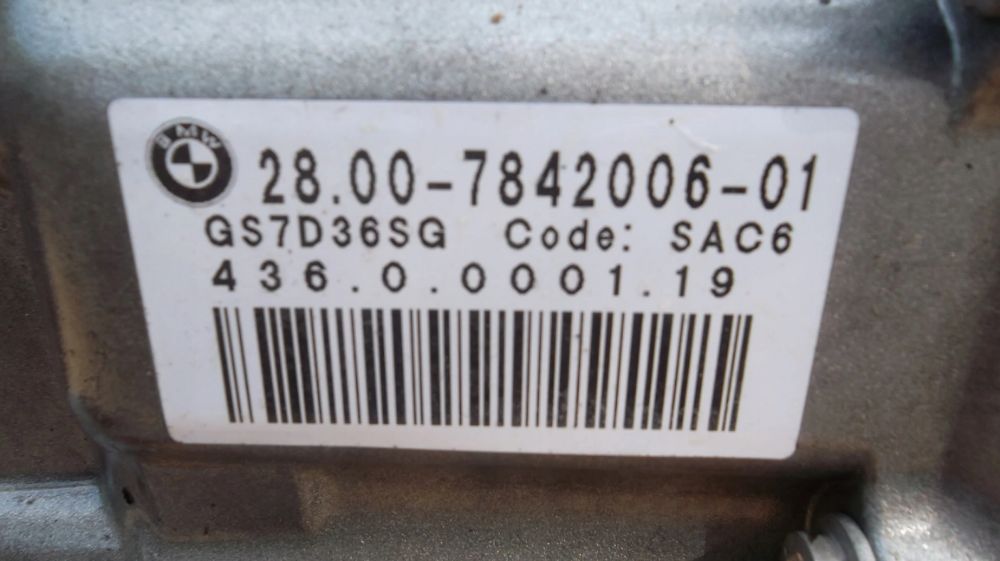 BMW
28.00-7842006-01
GS7D36SG Code: SAC6
436.0.0001.19